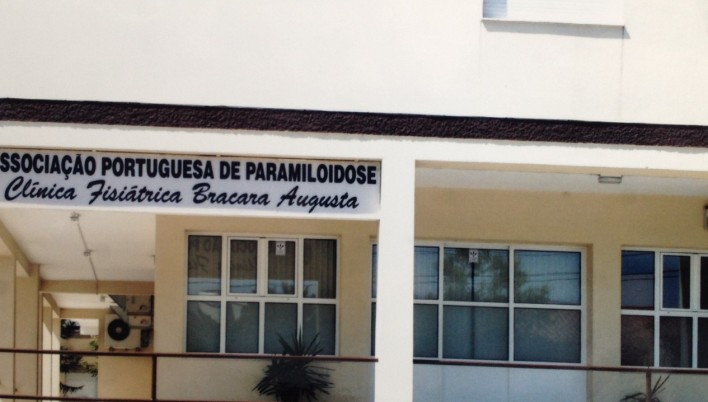 SSOCIAÇÃO PORTUGUESA DE PARAMILOIDOSE
Clínica Fisiátrica Bracara Augusta